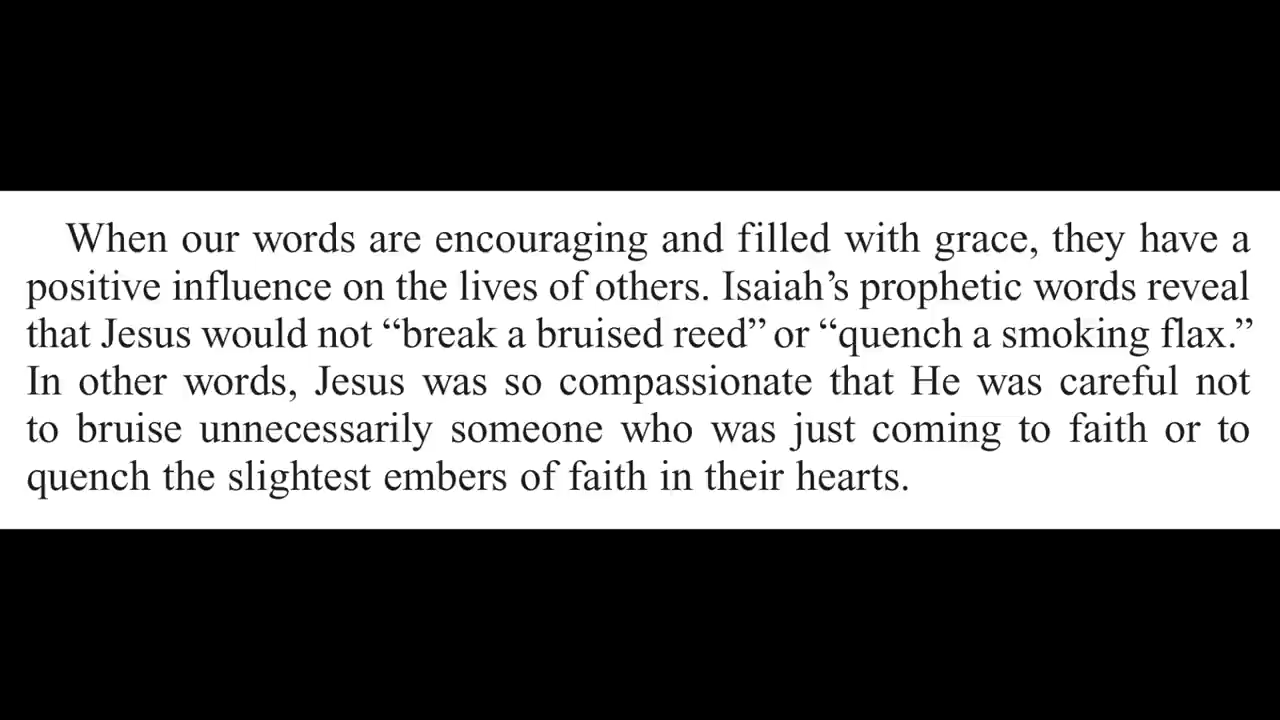 When our words are encouraging and filled with grace, they have a
positive influence on the lives of others. Isaiah’s prophetic words reveal
that Jesus would not “break a bruised reed” or “quench a smoking flax.”
In other words, Jesus was so compassionate that He was careful not
to bruise unnecessarily someone who was just coming to faith or to
quench the slightest embers of faith in their hearts.